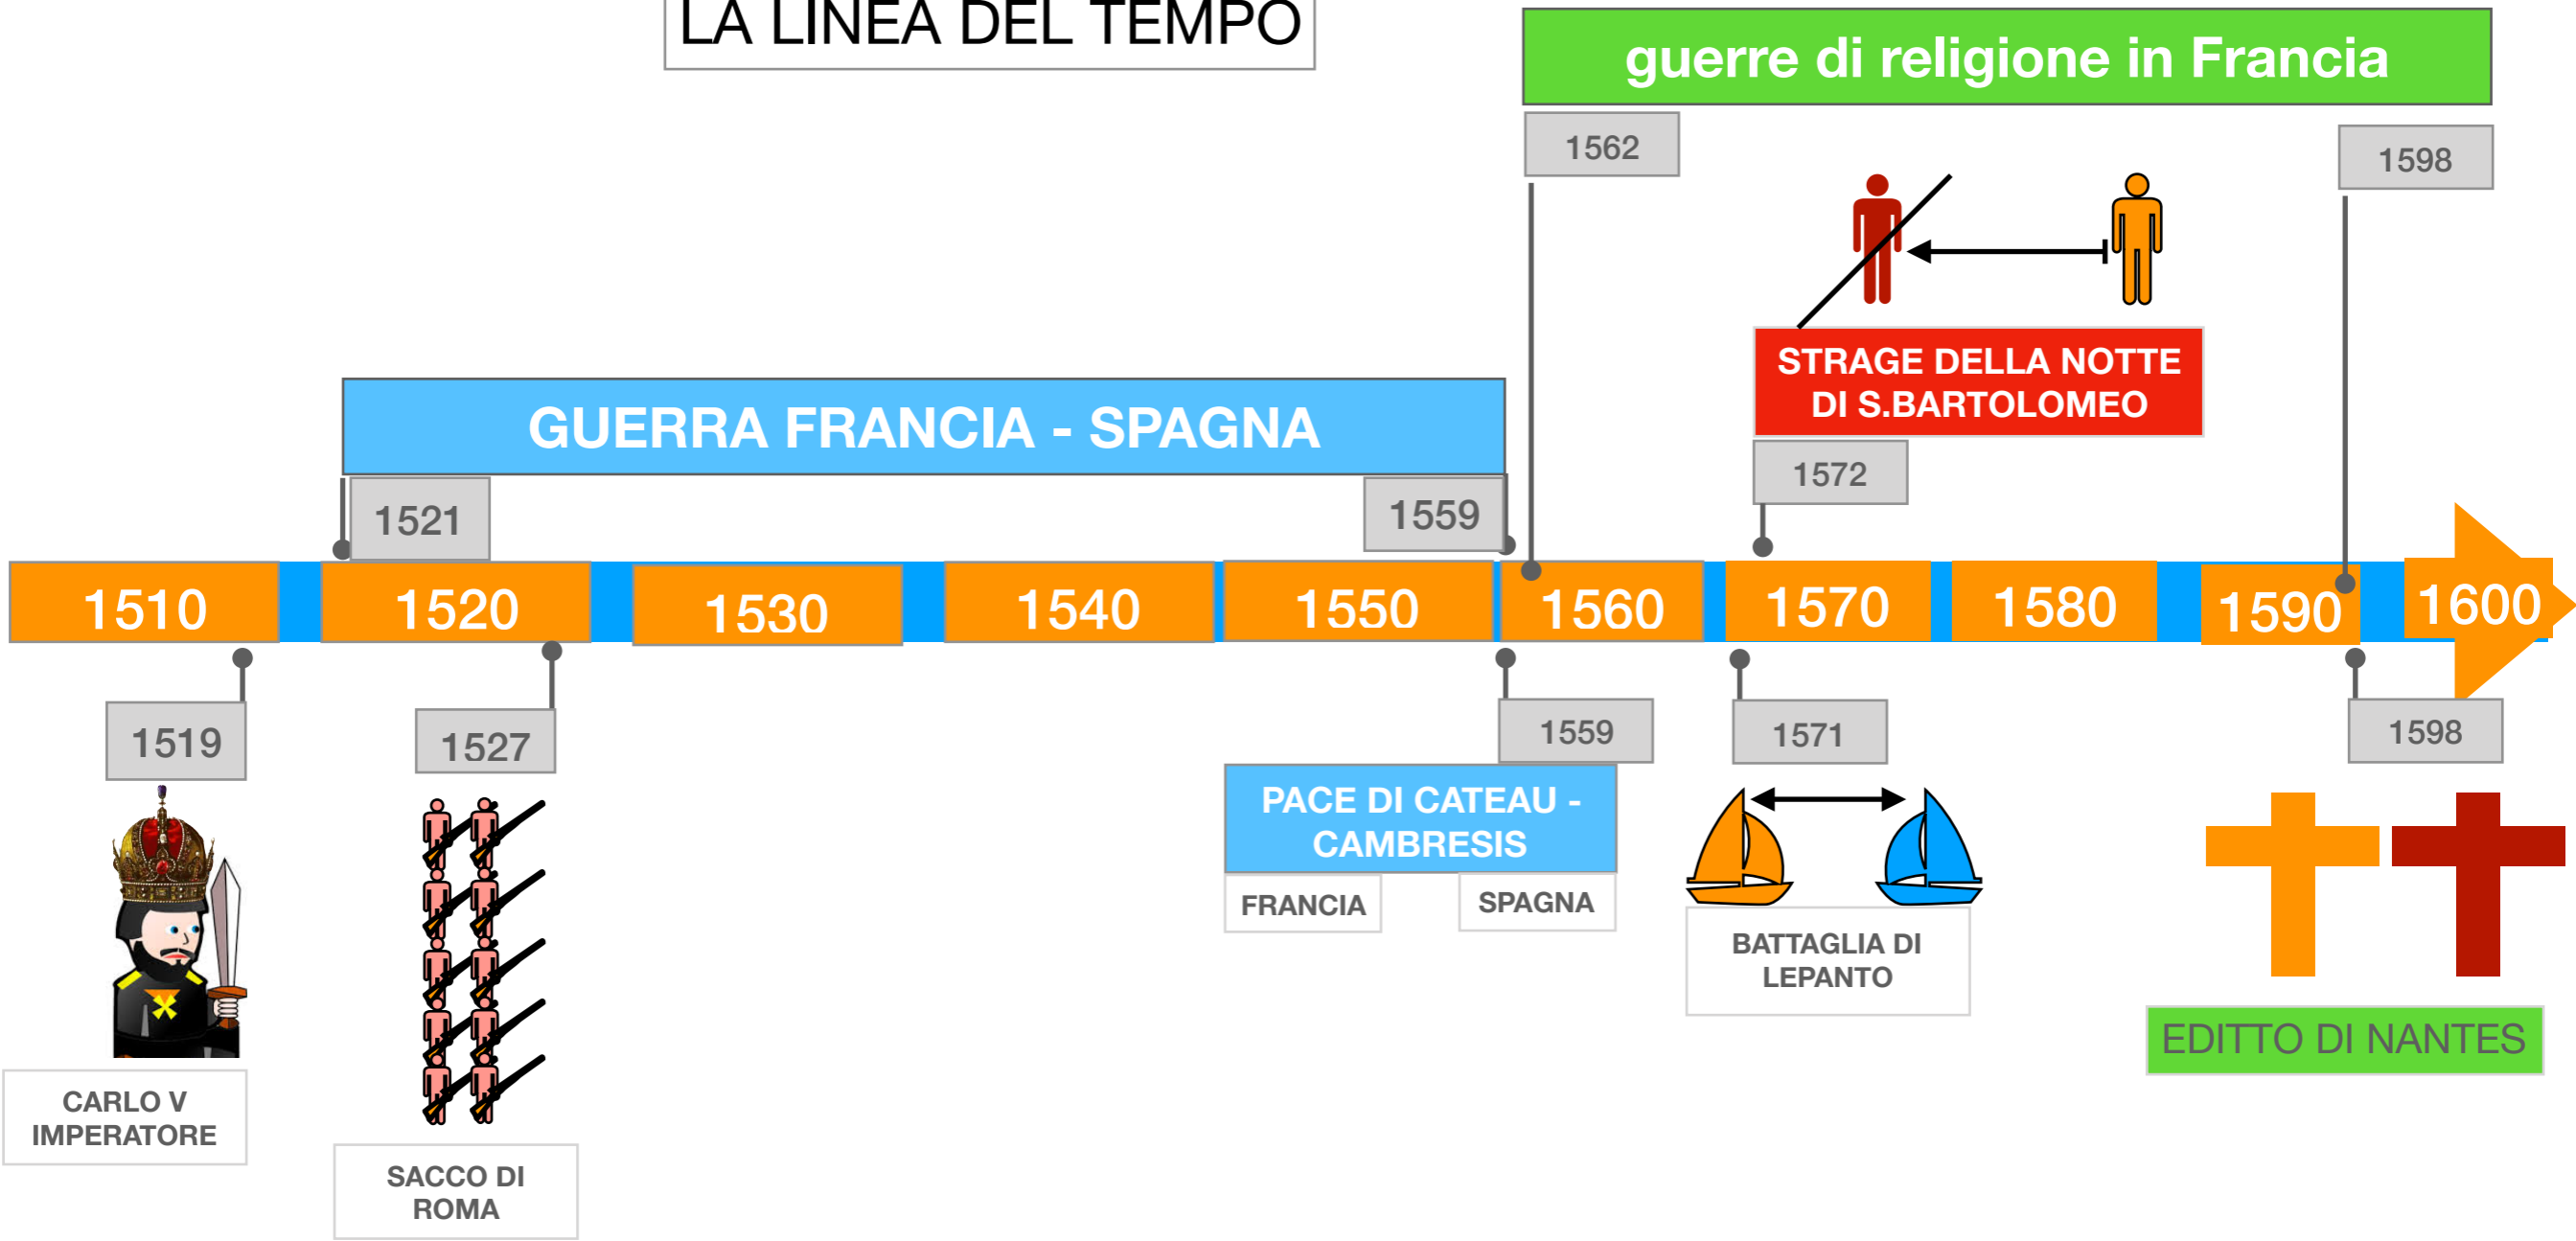 LA LINEA DEL TEMPO
guerre di religione in Francia
1562
1598
STRAGE DELLA NOTTE
DI S.BARTOLOMEO
1572
GUERRA FRANCIA - SPAGNA
1521
1559
1510
1520
1530
1540
1550
1560
1570
1580
1590
1600
1519
CARLO V
IMPERATORE
1527
SACCO DI
ROMA
1559
PACE DI CATEAU -
CAMBRESIS
FRANCIA
SPAGNA
1571
BATTAGLIA DI
LEPANTO
1598
EDITTO DI NANTES